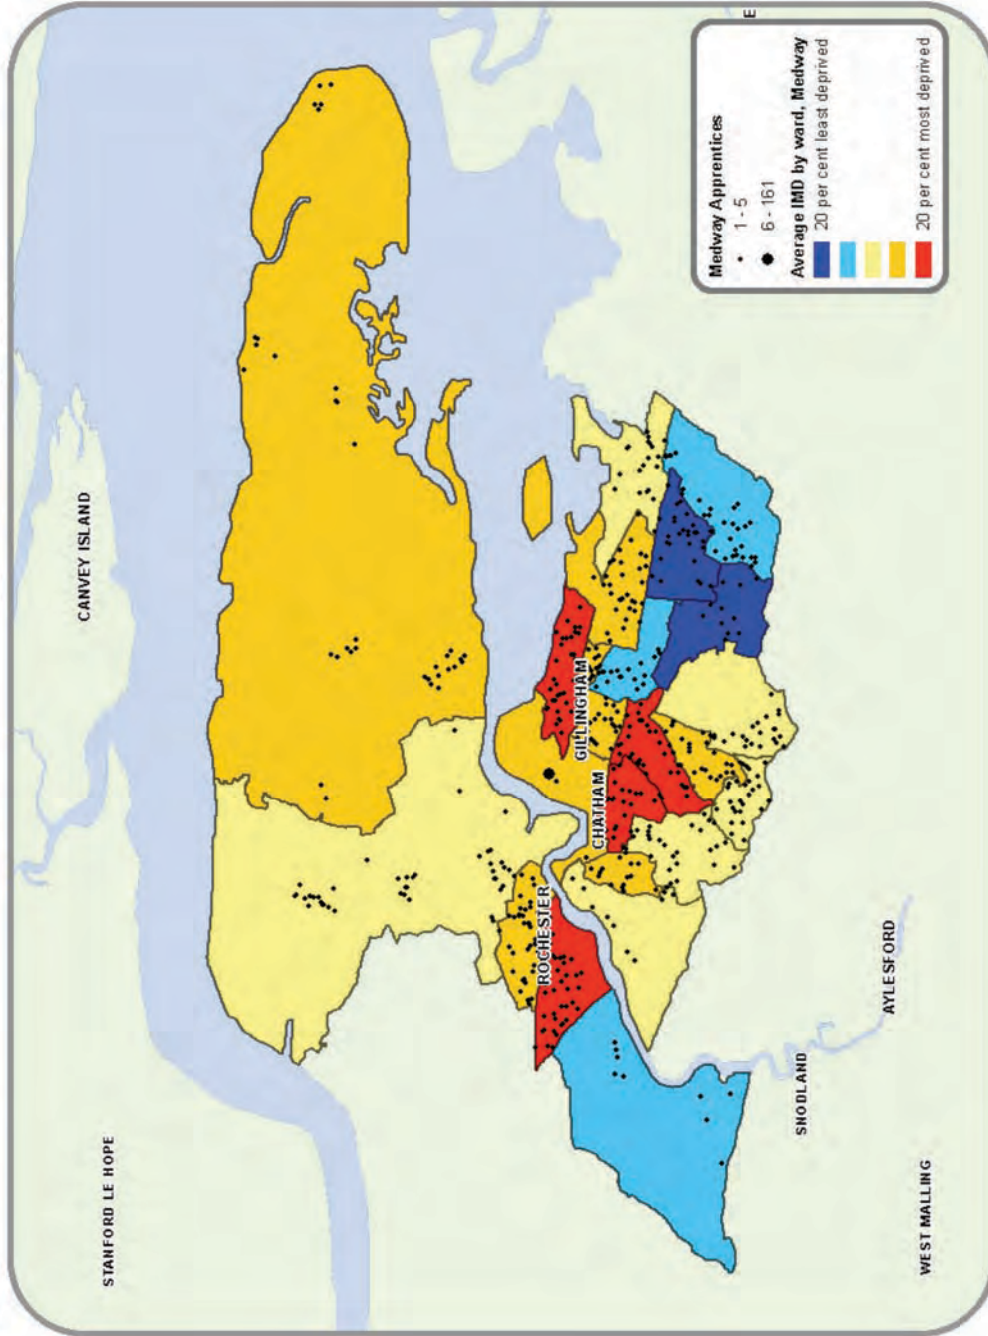 STANFORD LE HOPE
CANVEY ISLAND
ROCHESTER
CHATHAM
GILLINGHAM
SNODLAND
AYLESFORD
WEST MALLING
E
Medway Apprentices
1 - 5
6 - 161
Average IMD by ward, Medway
20 per cent least deprived
20 per cent most deprived